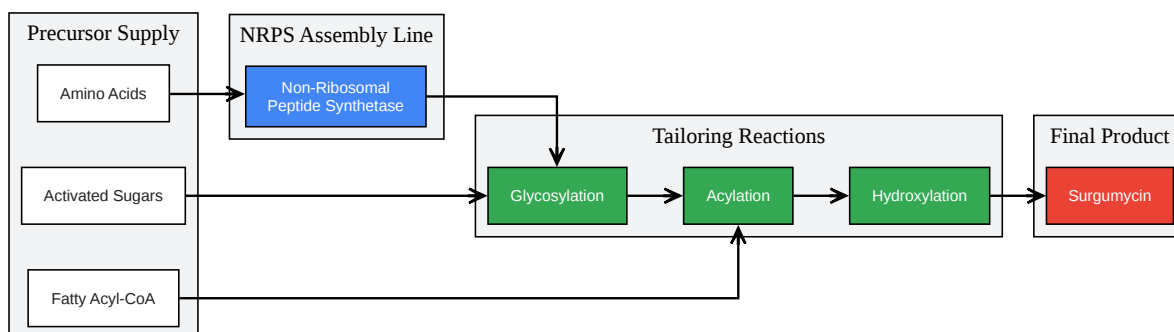 Precursor Supply
NRPS Assembly Line
Amino Acids
Non-Ribosomal
Peptide Synthetase
Tailoring Reactions
Final Product
Activated Sugars
Glycosylation
Acylation
Hydroxylation
Surgumycin
Fatty Acyl-CoA